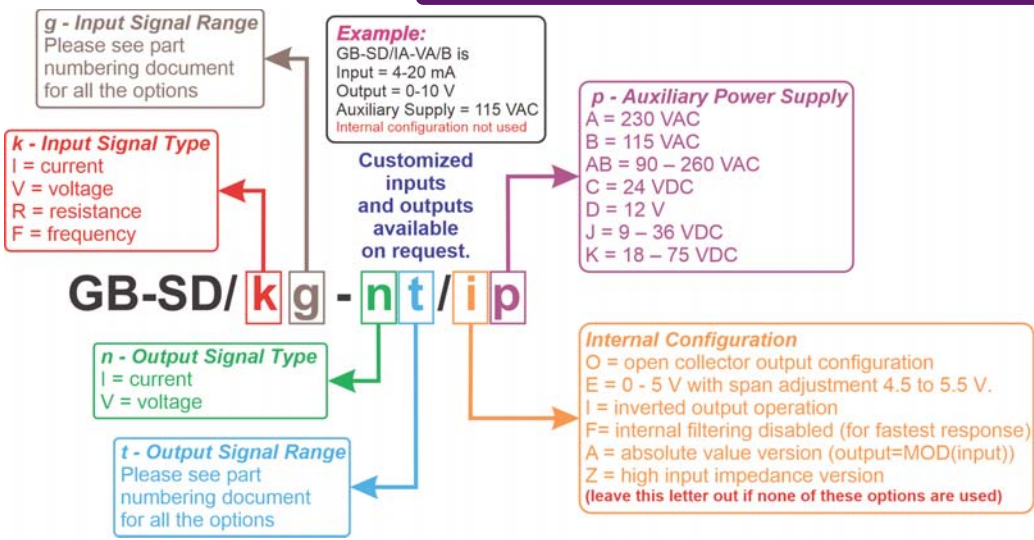 g - Input Signal Range
Please see part
numbering document
for all the options
Example:
GB-SD/IA-VA/B is
Input = 4-20 mA
Output = 0-10 V
Auxiliary Supply = 115 VAC
Internal configuration not used
p - Auxiliary Power Supply
A = 230 VAC
B = 115 VAC
AB = 90 – 260 VAC
C = 24 VDC
D = 12 V
J = 9 – 36 VDC
K = 18 – 75 VDC
k - Input Signal Type
I = current
V = voltage
R = resistance
F = frequency
Customized
inputs
and outputs
available
on request.
GB-SD/ k g - n t / i p
n - Output Signal Type
I = current
V = voltage
t - Output Signal Range
Please see part
numbering document
for all the options
Internal Configuration
O = open collector output configuration
E = 0 - 5 V with span adjustment 4.5 to 5.5 V.
I = inverted output operation
F= internal filtering disabled (for fastest response)
A = absolute value version (output=MOD(input))
Z = high input impedance version
(leave this letter out if none of these options are used)